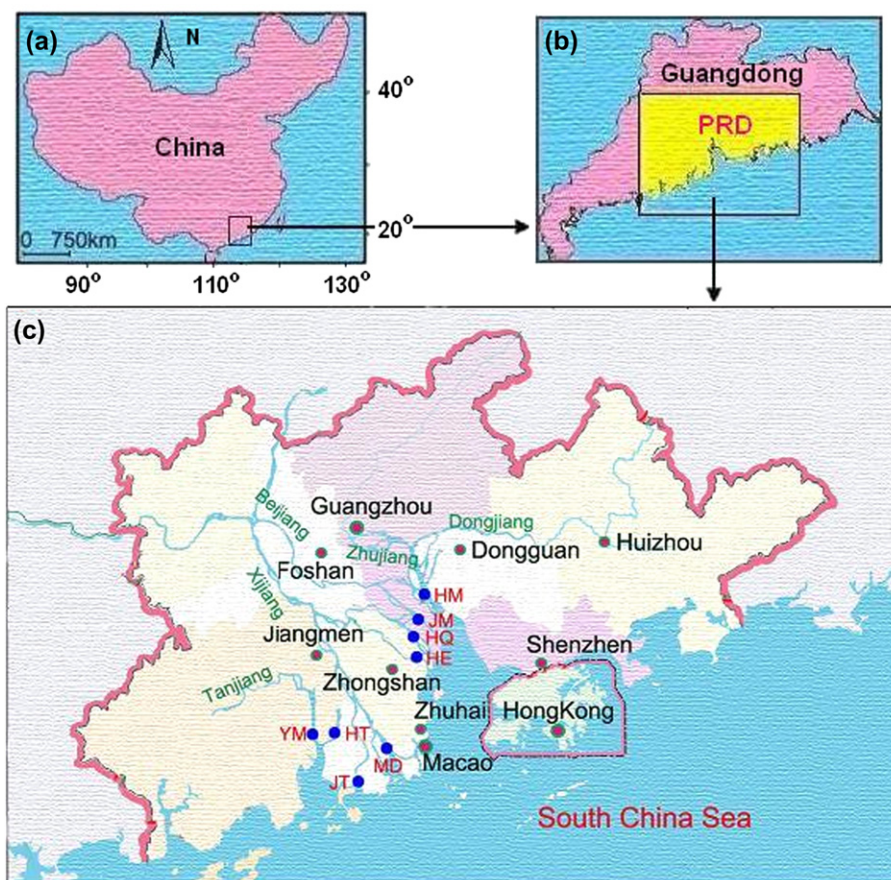 (a)
N
China
0 750km
40°
20°
90° 110° 130°
(b)
Guangdong
PRD
(c)
Beijiang
Guangzhou
Dongjiang
Zhujiang
Foshan
Dongguan
Huizhou
Xijiang
HM
JM
HQ
HE
Jiangmen
Shenzhen
Tanjiang
Zhongshan
Zhuhai
HongKong
YM
HT
MD
Macao
JT
South China Sea